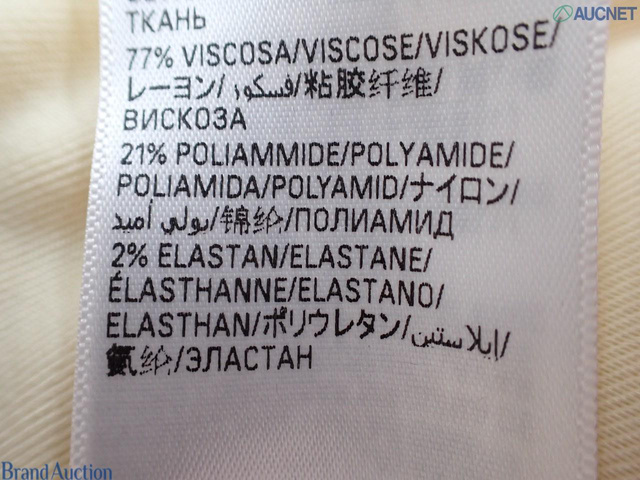 AUCNET
ТКАНЬ
77% VISCOSA/VISCOSE/VISKOSE/
レーヨン/فسكوز/粘胶纤维/
ВИСКОЗА
21% POLIAMMIDE/POLYAMIDE/
POLIAMIDA/POLYAMID/ナイロン/
بولي أميد/锦纶/ПОЛИАМИД
2% ELASTAN/ELASTANE/
ÉLASTHANNE/ELASTANO/
ELASTHAN/ポリウレタン/إيلاستين/
氨纶/ЭЛАСТАН
Brand Auction